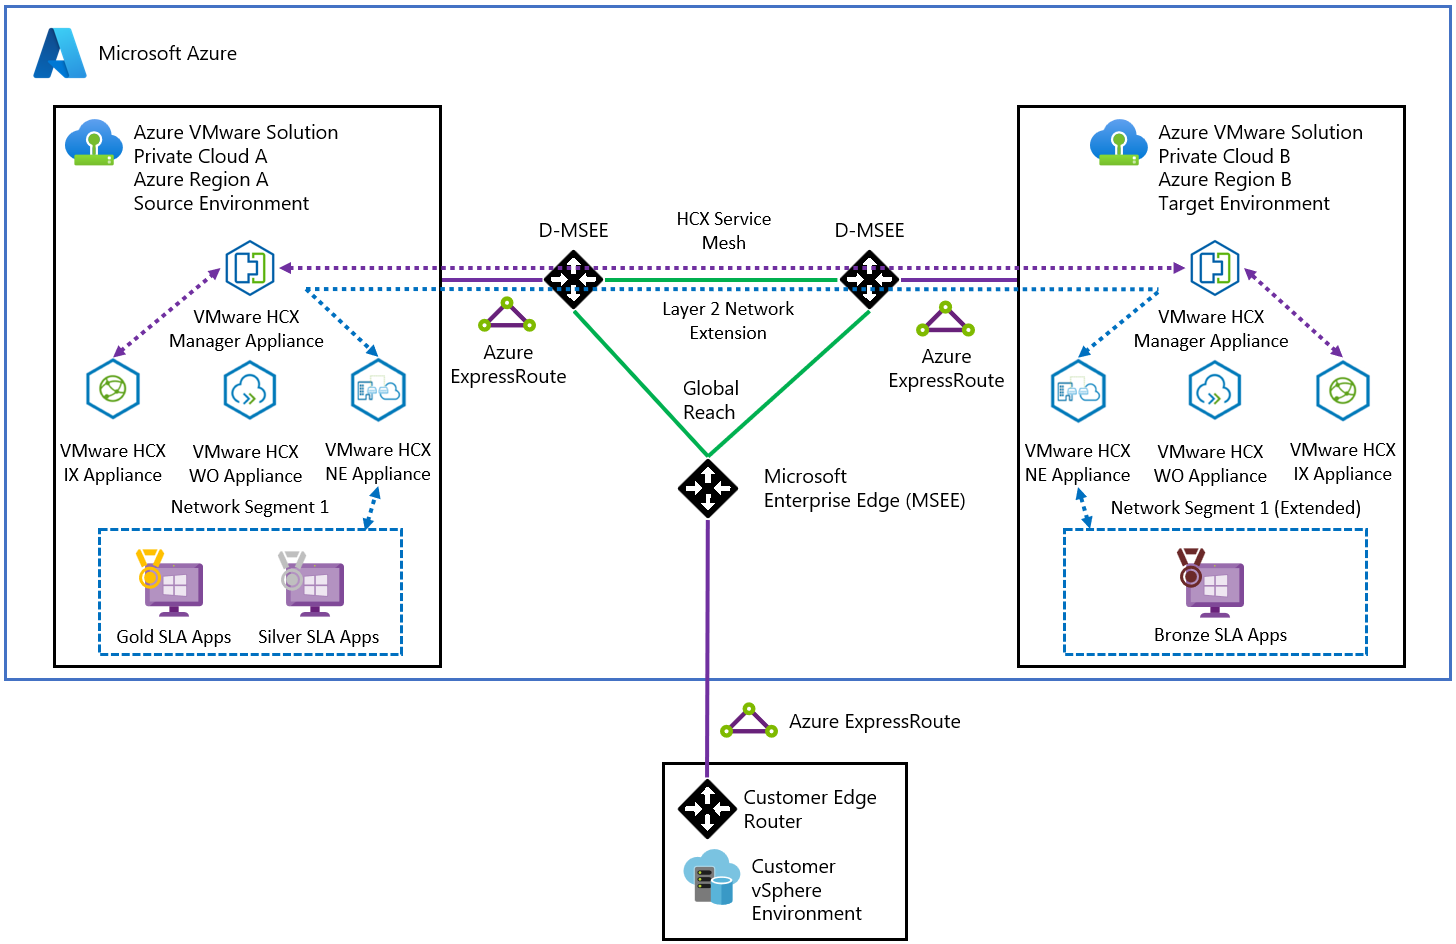 Microsoft Azure
Azure VMware Solution
Private Cloud A
Azure Region A
Source Environment
VMware HCX
Manager Appliance
VMware HCX
IX Appliance
VMware HCX
WO Appliance
VMware HCX
NE Appliance
Network Segment 1
Gold SLA Apps
Silver SLA Apps
D-MSEE
HCX Service
Mesh
D-MSEE
Layer 2 Network
Extension
Azure
ExpressRoute
Azure
ExpressRoute
Global
Reach
Microsoft
Enterprise Edge (MSEE)
Azure VMware Solution
Private Cloud B
Azure Region B
Target Environment
VMware HCX
Manager Appliance
VMware HCX
NE Appliance
VMware HCX
WO Appliance
VMware HCX
IX Appliance
Network Segment 1 (Extended)
Bronze SLA Apps
Azure ExpressRoute
Customer Edge
Router
Customer
vSphere
Environment